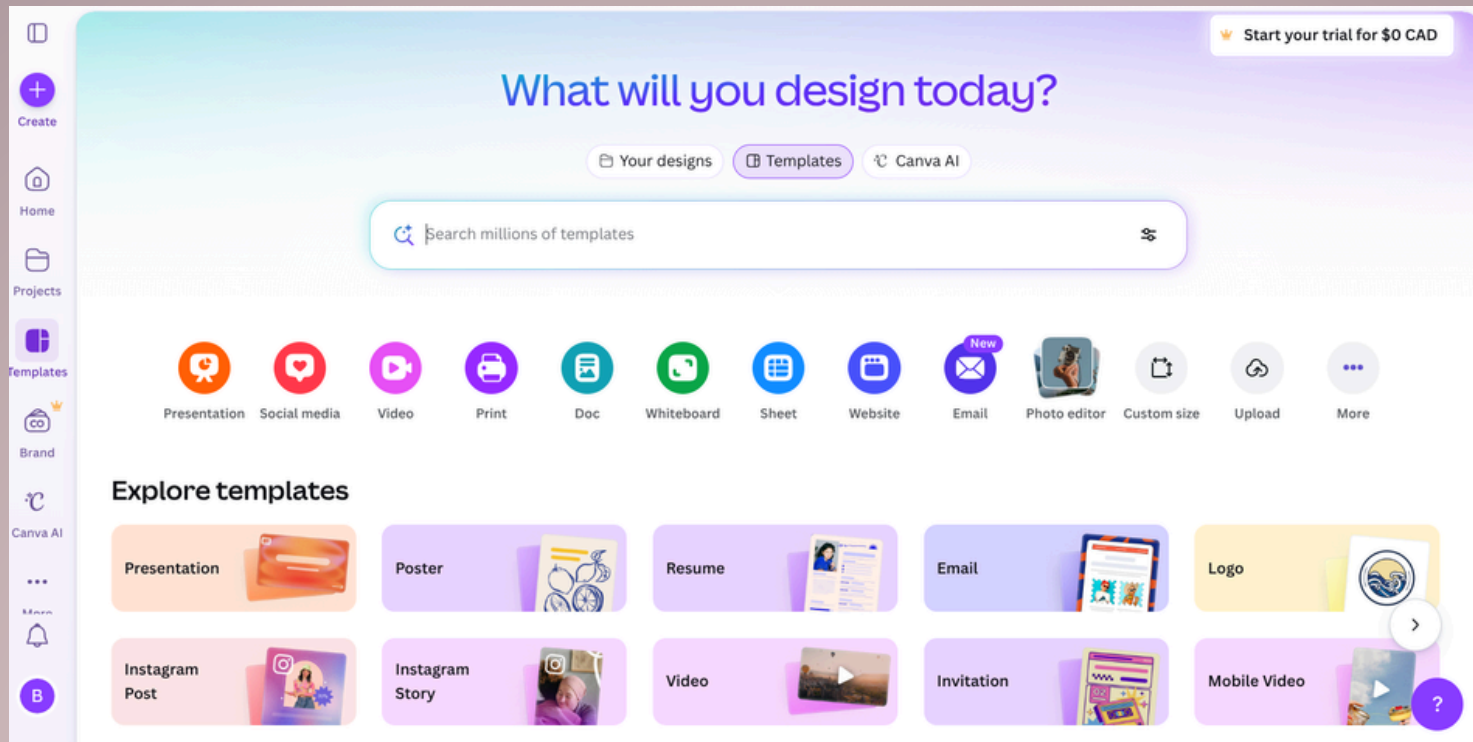 Start your trial for $0 CAD
Create
What will you design today?
Your designs
Templates
Canva AI
Home
Search millions of templates
Projects
Templates
New
Presentation
Social media
Video
Print
Doc
Whiteboard
Sheet
Website
Email
Photo editor
Custom size
Upload
More
CO
Brand
Explore templates
Canva AI
Presentation
Poster
Resume
Email
Logo
More
Instagram
Post
Instagram
Story
Video
Invitation
Mobile Video
B
?